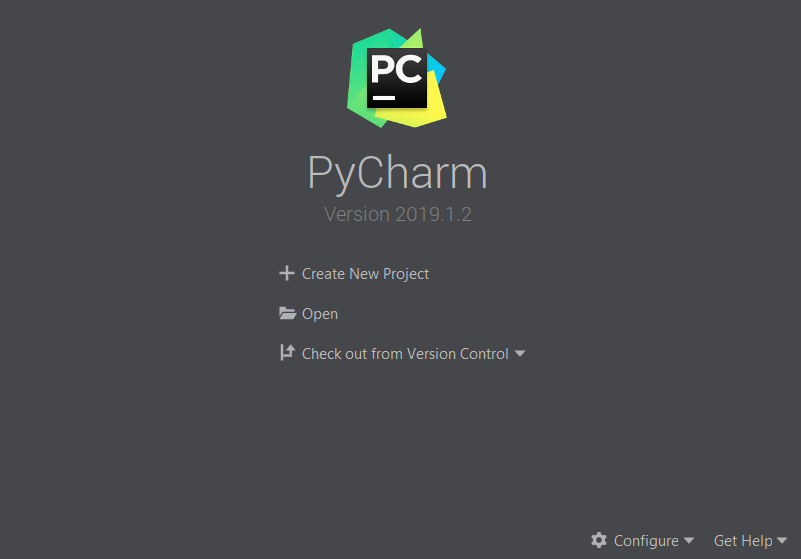 PC
PyCharm
Version 2019.1.2
Create New Project
Open
Check out from Version Control
Configure Get Help